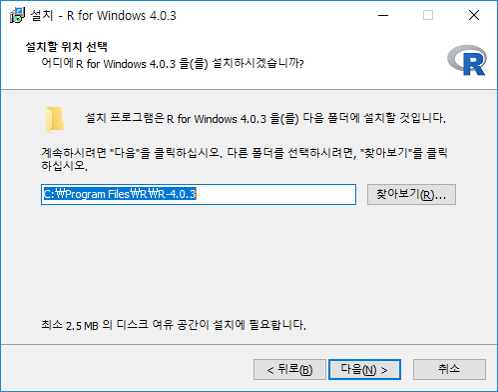 설치 - R for Windows 4.0.3
설치할 위치 선택
어디에 R for Windows 4.0.3 을(를) 설치하시겠습니까?
R
설치 프로그램은 R for Windows 4.0.3 을(를) 다음 폴더에 설치할 것입니다.
계속하시려면 "다음"을 클릭하십시오. 다른 폴더를 선택하시려면, "찾아보기"를 클릭
하십시오.
C:₩Program Files₩R₩R-4.0.3
찾아보기(R)...
최소 2.5 MB 의 디스크 여유 공간이 설치에 필요합니다.
< 뒤로(B)
다음(N) >
취소